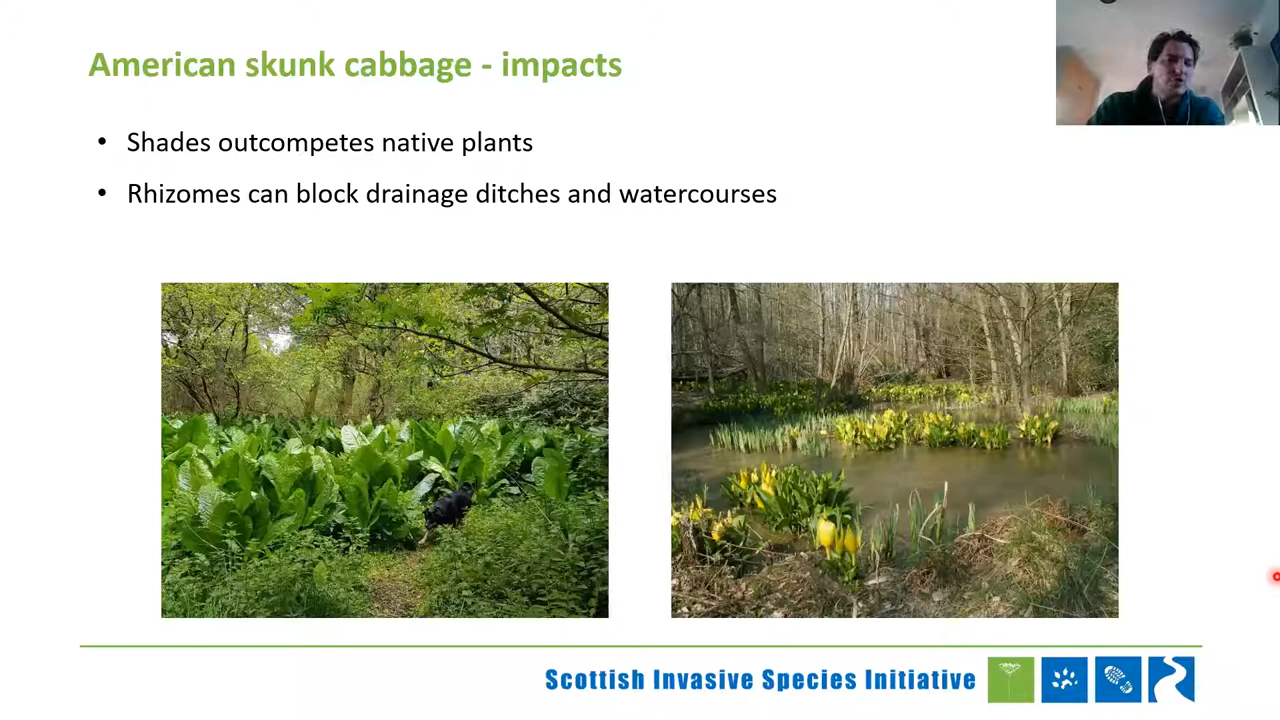 American skunk cabbage - impacts
• Shades outcompetes native plants
• Rhizomes can block drainage ditches and watercourses
Scottish Invasive Species Initiative